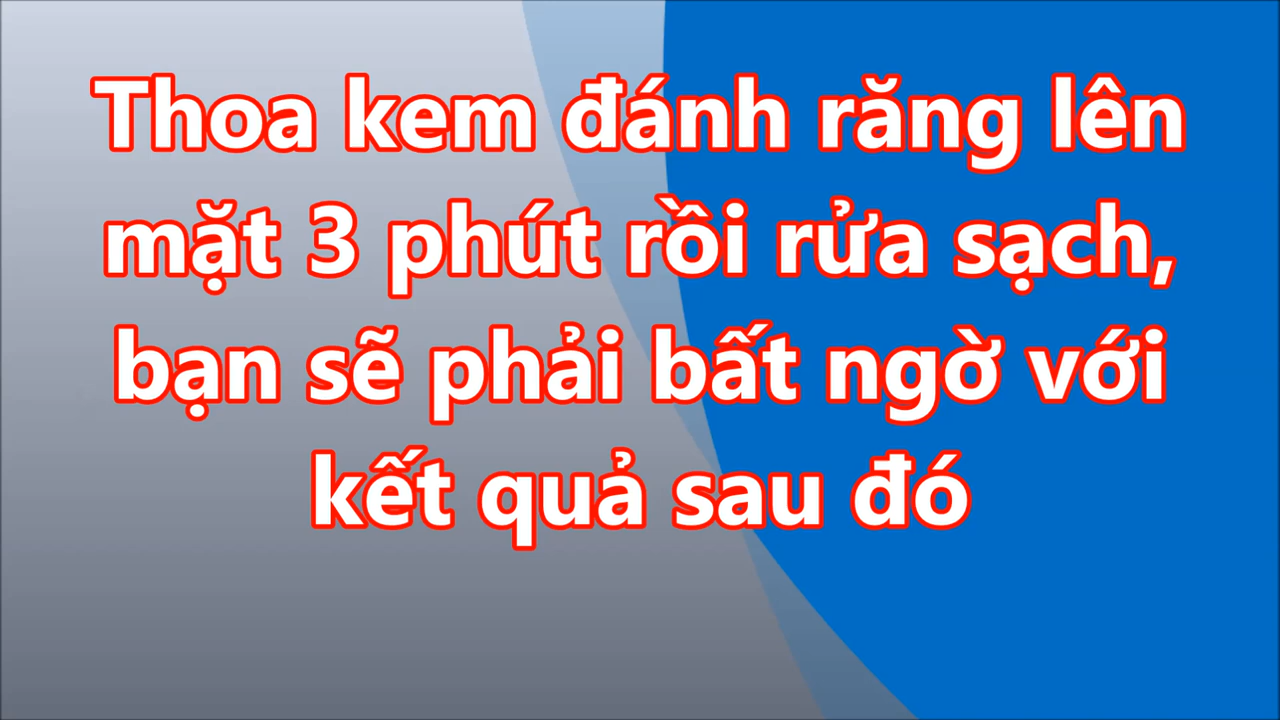 Thoa kem đánh răng lên
mặt 3 phút rồi rửa sạch,
bạn sẽ phải bất ngờ với
kết quả sau đó